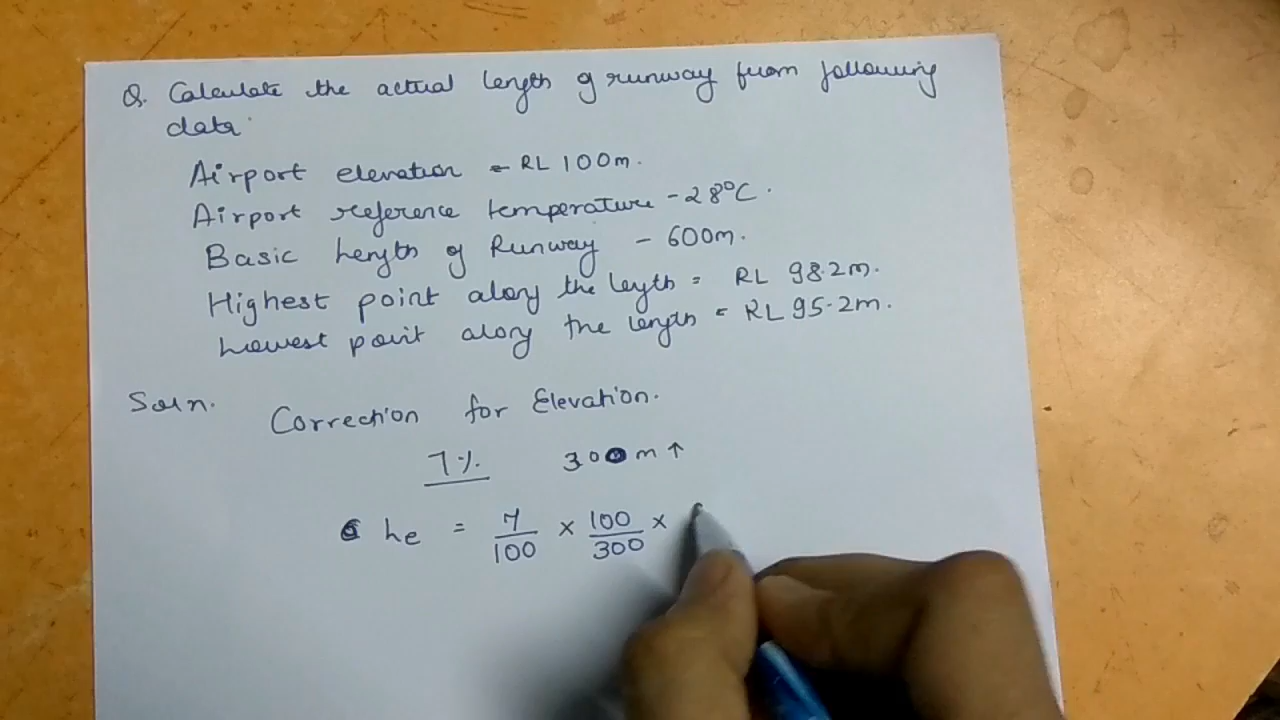 Q. Calculate the actual length of runway from following
data.
Airport elevation = RL 100m.
Airport reference temperature - 28°C.
Basic Length of Runway - 600m.
Highest point along the length = RL 98.2m.
Lowest point along the length = RL 95.2m.
Soln. Correction for Elevation.
7% 300m ↑
Le = 7/100 × 100/300 ×